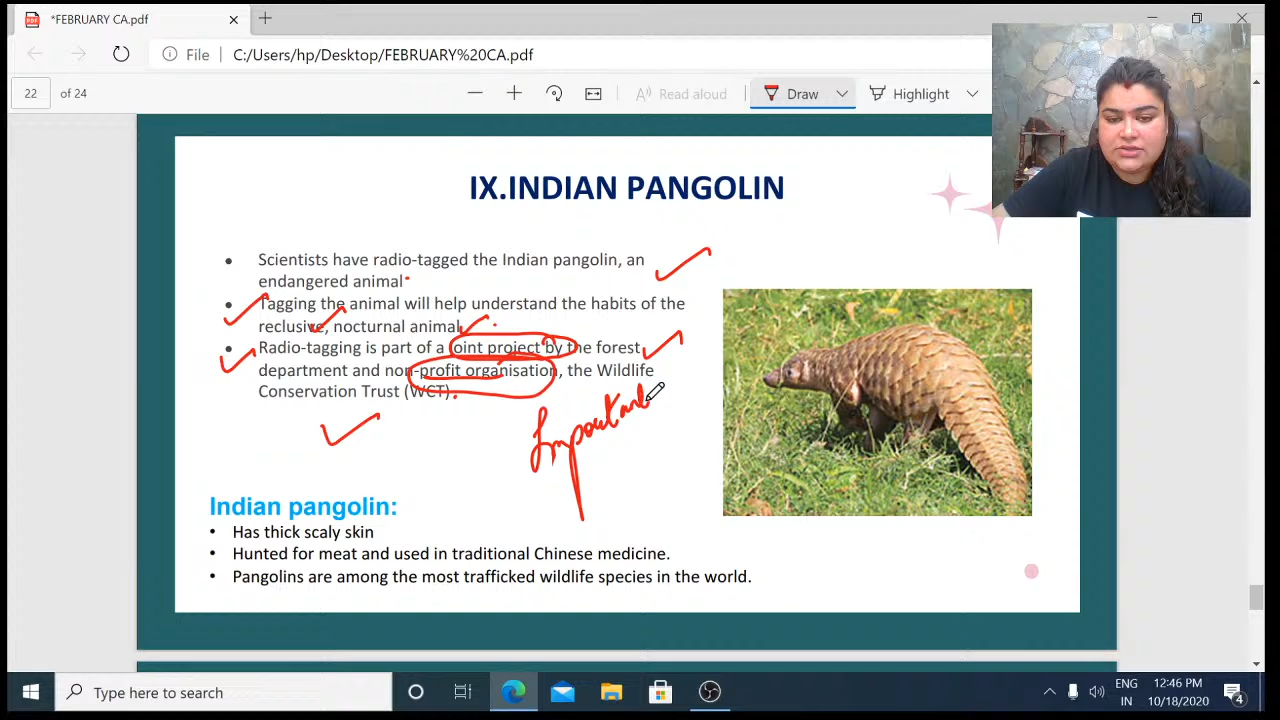 *FEBRUARY CA.pdf
File C:/Users/hp/Desktop/FEBRUARY%20CA.pdf
22 of 24
Read aloud
Draw
Highlight
IX.INDIAN PANGOLIN
• Scientists have radio-tagged the Indian pangolin, an
endangered animal
• Tagging the animal will help understand the habits of the
reclusive, nocturnal animal.
• Radio-tagging is part of a joint project by the forest
department and non-profit organisation, the Wildlife
Conservation Trust (WCT).
Important
Indian pangolin:
• Has thick scaly skin
• Hunted for meat and used in traditional Chinese medicine.
• Pangolins are among the most trafficked wildlife species in the world.
Type here to search
ENG
IN
12:46 PM
10/18/2020
4